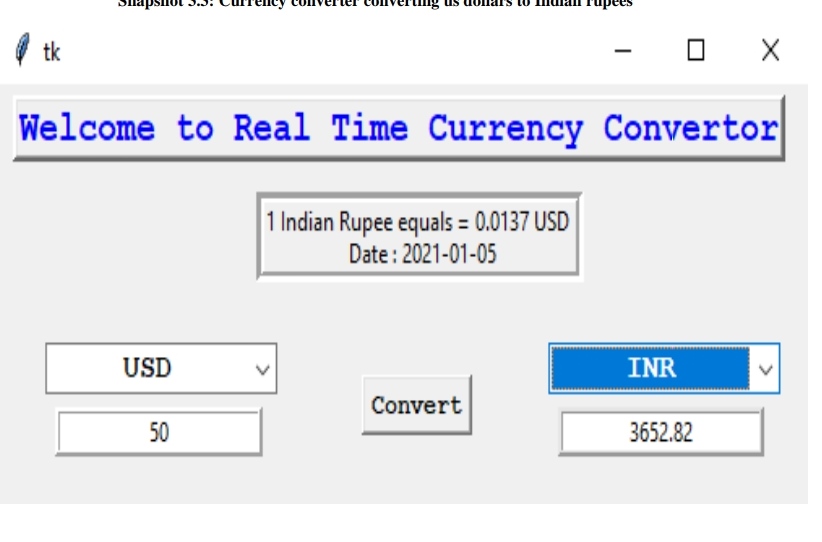 Snapshot 3.3: Currency converter converting us dollars to Indian rupees
tk
Welcome to Real Time Currency Convertor
1 Indian Rupee equals = 0.0137 USD
Date : 2021-01-05
USD
INR
Convert
50
3652.82